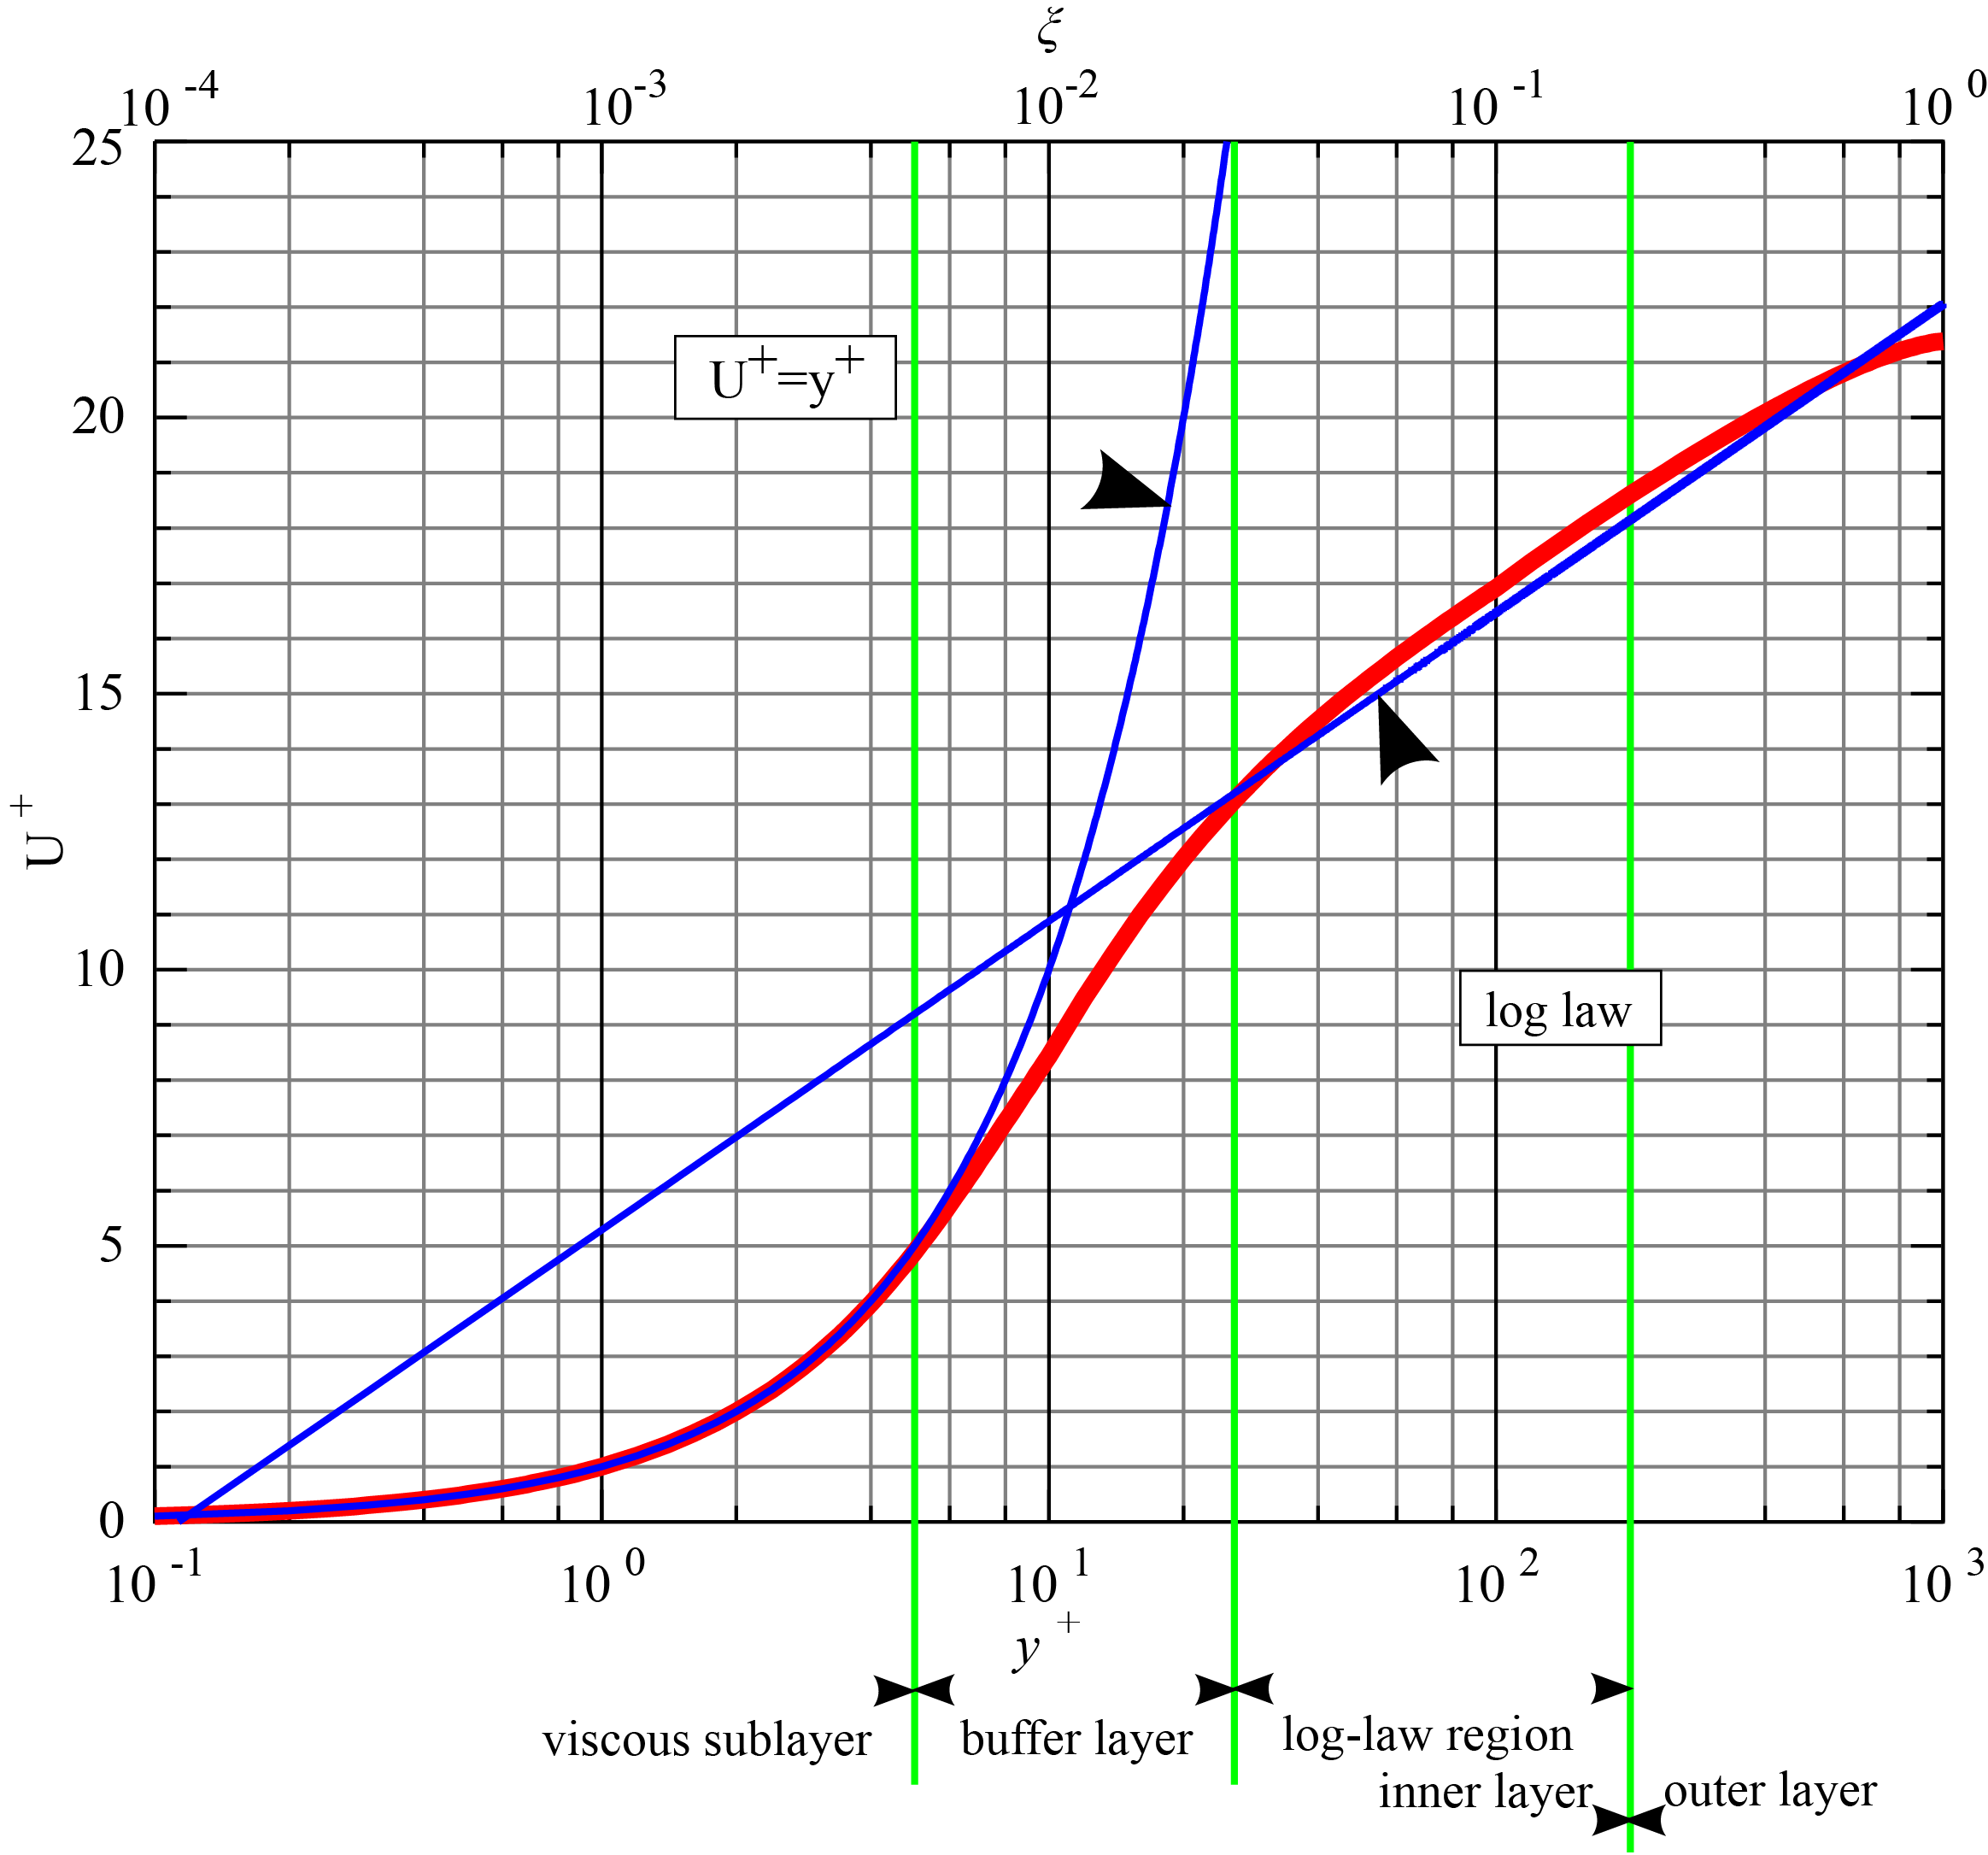 ξ
10^-4 10^-3 10^-2 10^-1 10^0
25
U^+=y^+
20
15
U^+
10
log law
5
0
10^-1 10^0 10^1 10^2 10^3
y^+
viscous sublayer buffer layer log-law region
inner layer outer layer